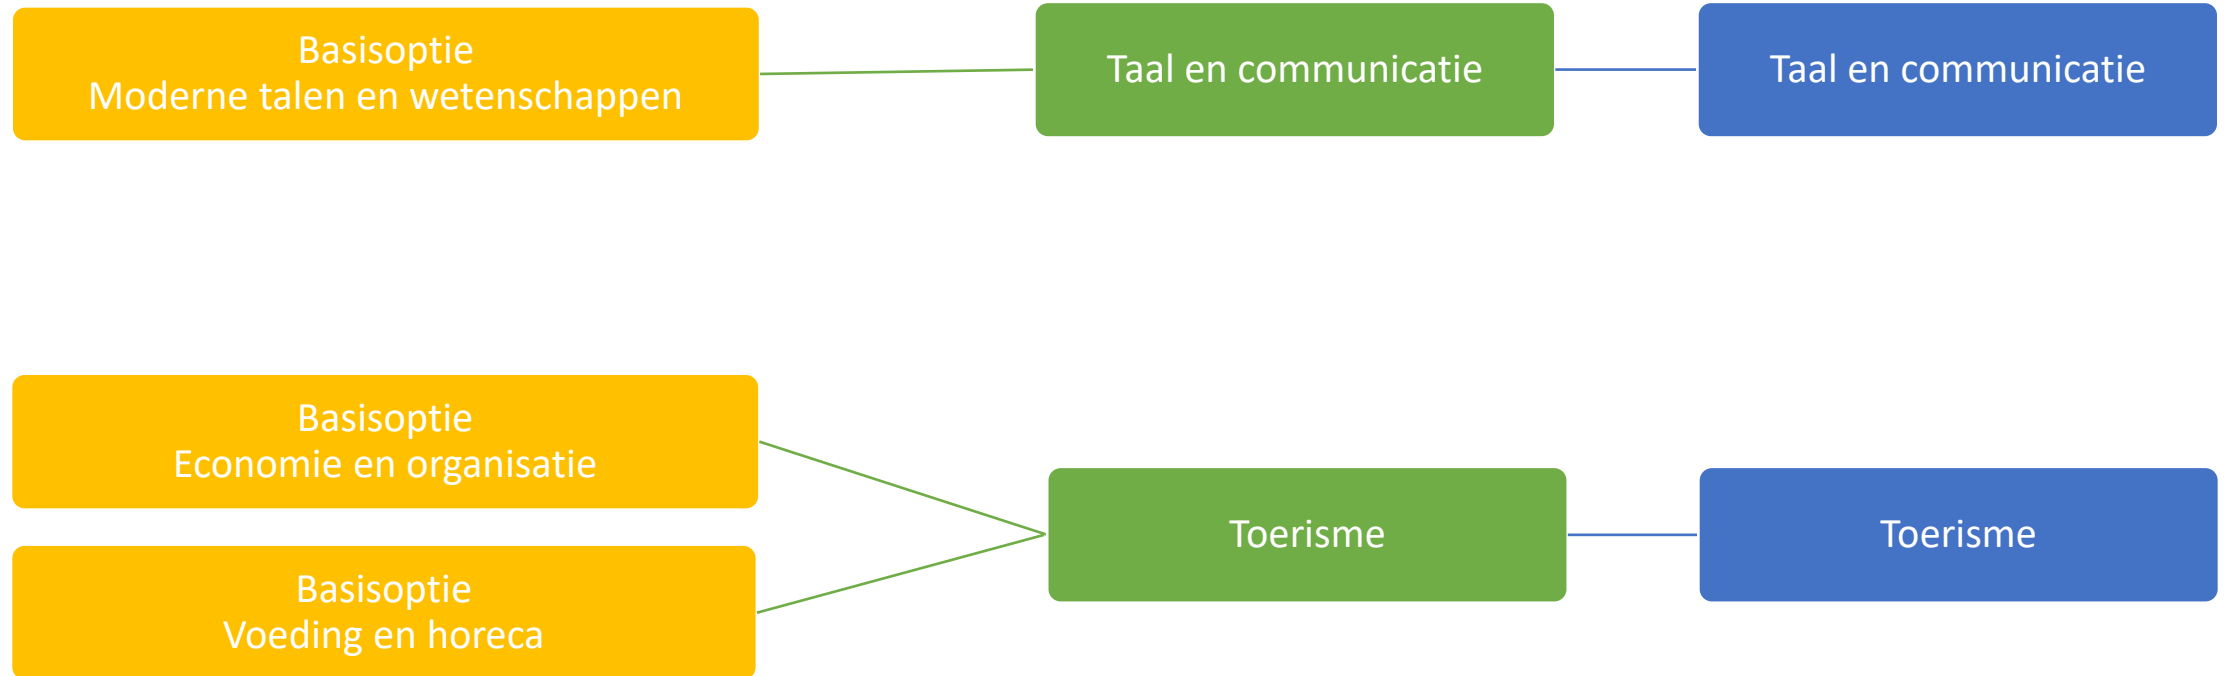 Basisoptie
Moderne talen en wetenschappen
Taal en communicatie
Taal en communicatie
Basisoptie
Economie en organisatie
Basisoptie
Voeding en horeca
Toerisme
Toerisme